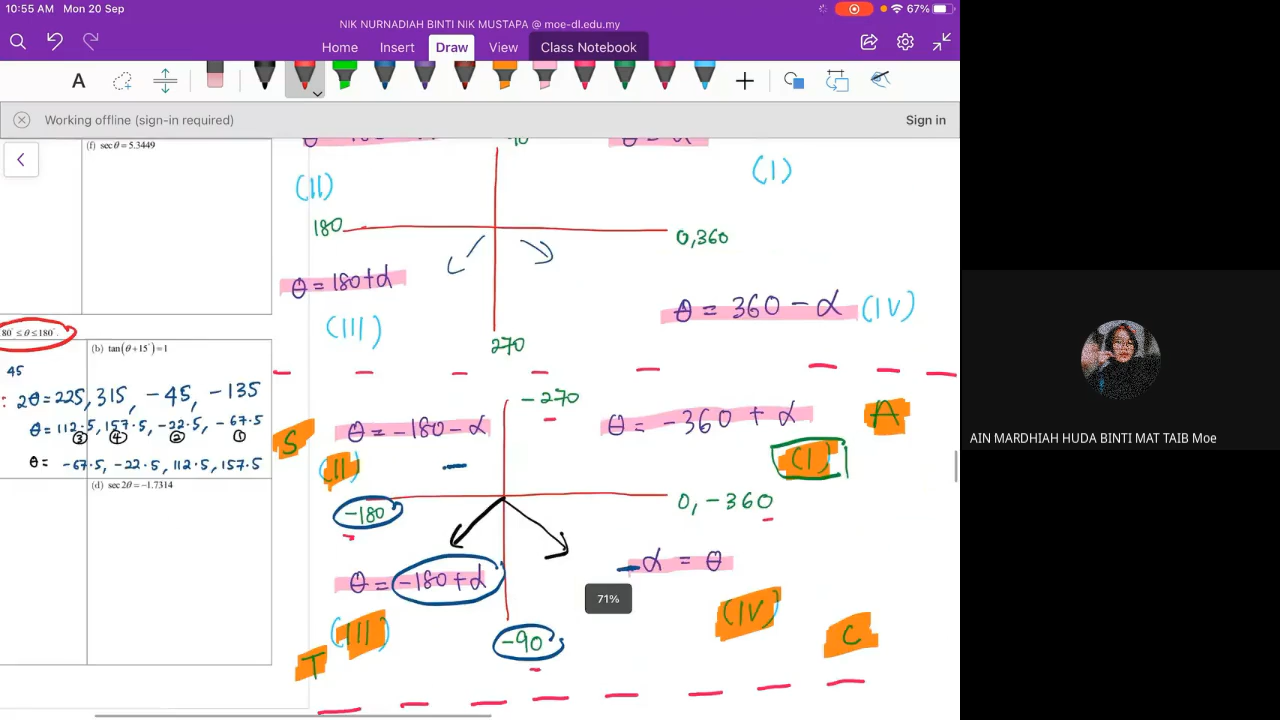 10:55 AM Mon 20 Sep
67%
NIK NURNADIAH BINTI NIK MUSTAPA @ moe-dl.edu.my
Home Insert Draw View Class Notebook
A
Working offline (sign-in required)
Sign in
(f) sec θ = 5.3449
(II)
(I)
180
0,360
θ = 180+α
θ = 360 − α
(IV)
(III)
270
80° ≤ θ ≤ 180°.
(b) tan(θ + 15°) = 1
45
: 2θ = 225, 315, −45, −135
θ = 112.5, 157.5, −22.5, −67.5
③ ④ ② ①
θ = −67.5, −22.5, 112.5, 157.5
(d) sec 2θ = −1.7314
−270
θ = −180 − α
θ = −360 + α
A
S
(II)
(I)
−180
0, −360
θ = −180 + α
−α = θ
71%
(III)
(IV)
−90
T
C
AIN MARDHIAH HUDA BINTI MAT TAIB Moe